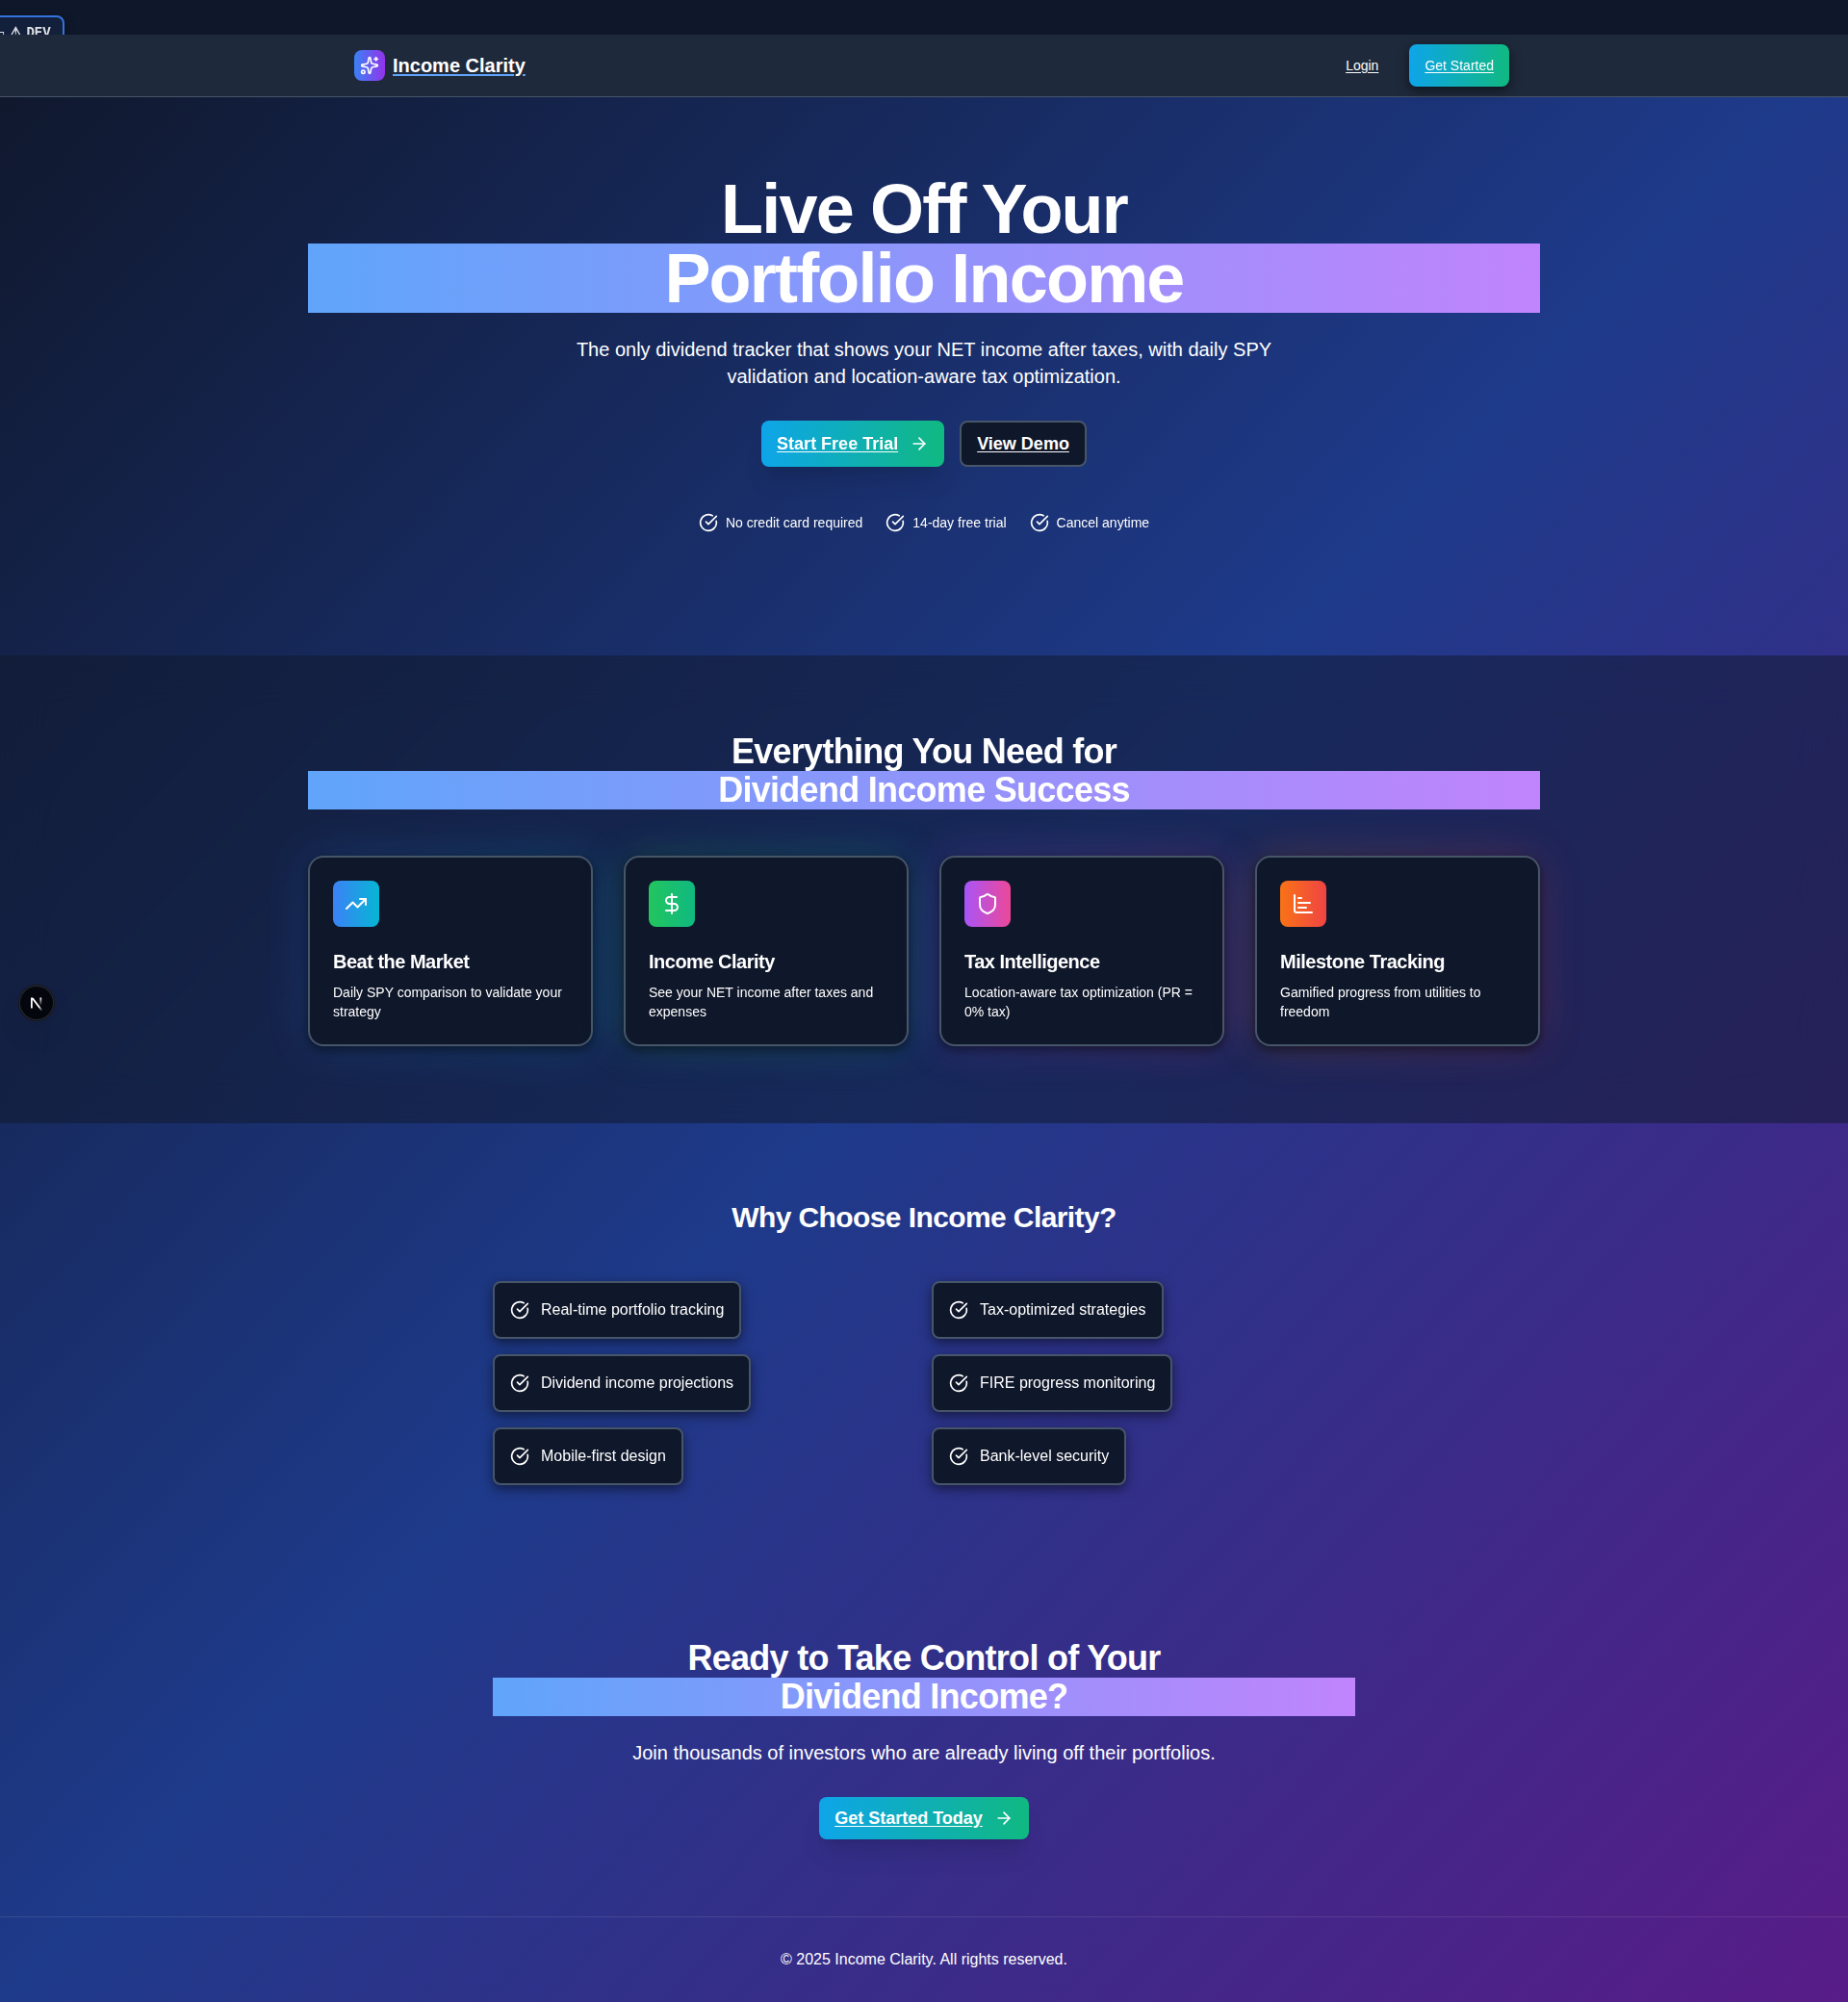 ⚠ DEV
Income Clarity
Login
Get Started
Live Off Your
Portfolio Income
The only dividend tracker that shows your NET income after taxes, with daily SPY
validation and location-aware tax optimization.
Start Free Trial →
View Demo
No credit card required
14-day free trial
Cancel anytime
Everything You Need for
Dividend Income Success
Beat the Market
Daily SPY comparison to validate your
strategy
Income Clarity
See your NET income after taxes and
expenses
Tax Intelligence
Location-aware tax optimization (PR =
0% tax)
Milestone Tracking
Gamified progress from utilities to
freedom
N
Why Choose Income Clarity?
Real-time portfolio tracking
Tax-optimized strategies
Dividend income projections
FIRE progress monitoring
Mobile-first design
Bank-level security
Ready to Take Control of Your
Dividend Income?
Join thousands of investors who are already living off their portfolios.
Get Started Today →
© 2025 Income Clarity. All rights reserved.